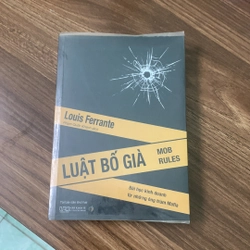 Louis Ferrante
LUẬT BỐ GIÀ
MOB
RULES
Bài học kinh doanh
từ những ông trùm Mafia